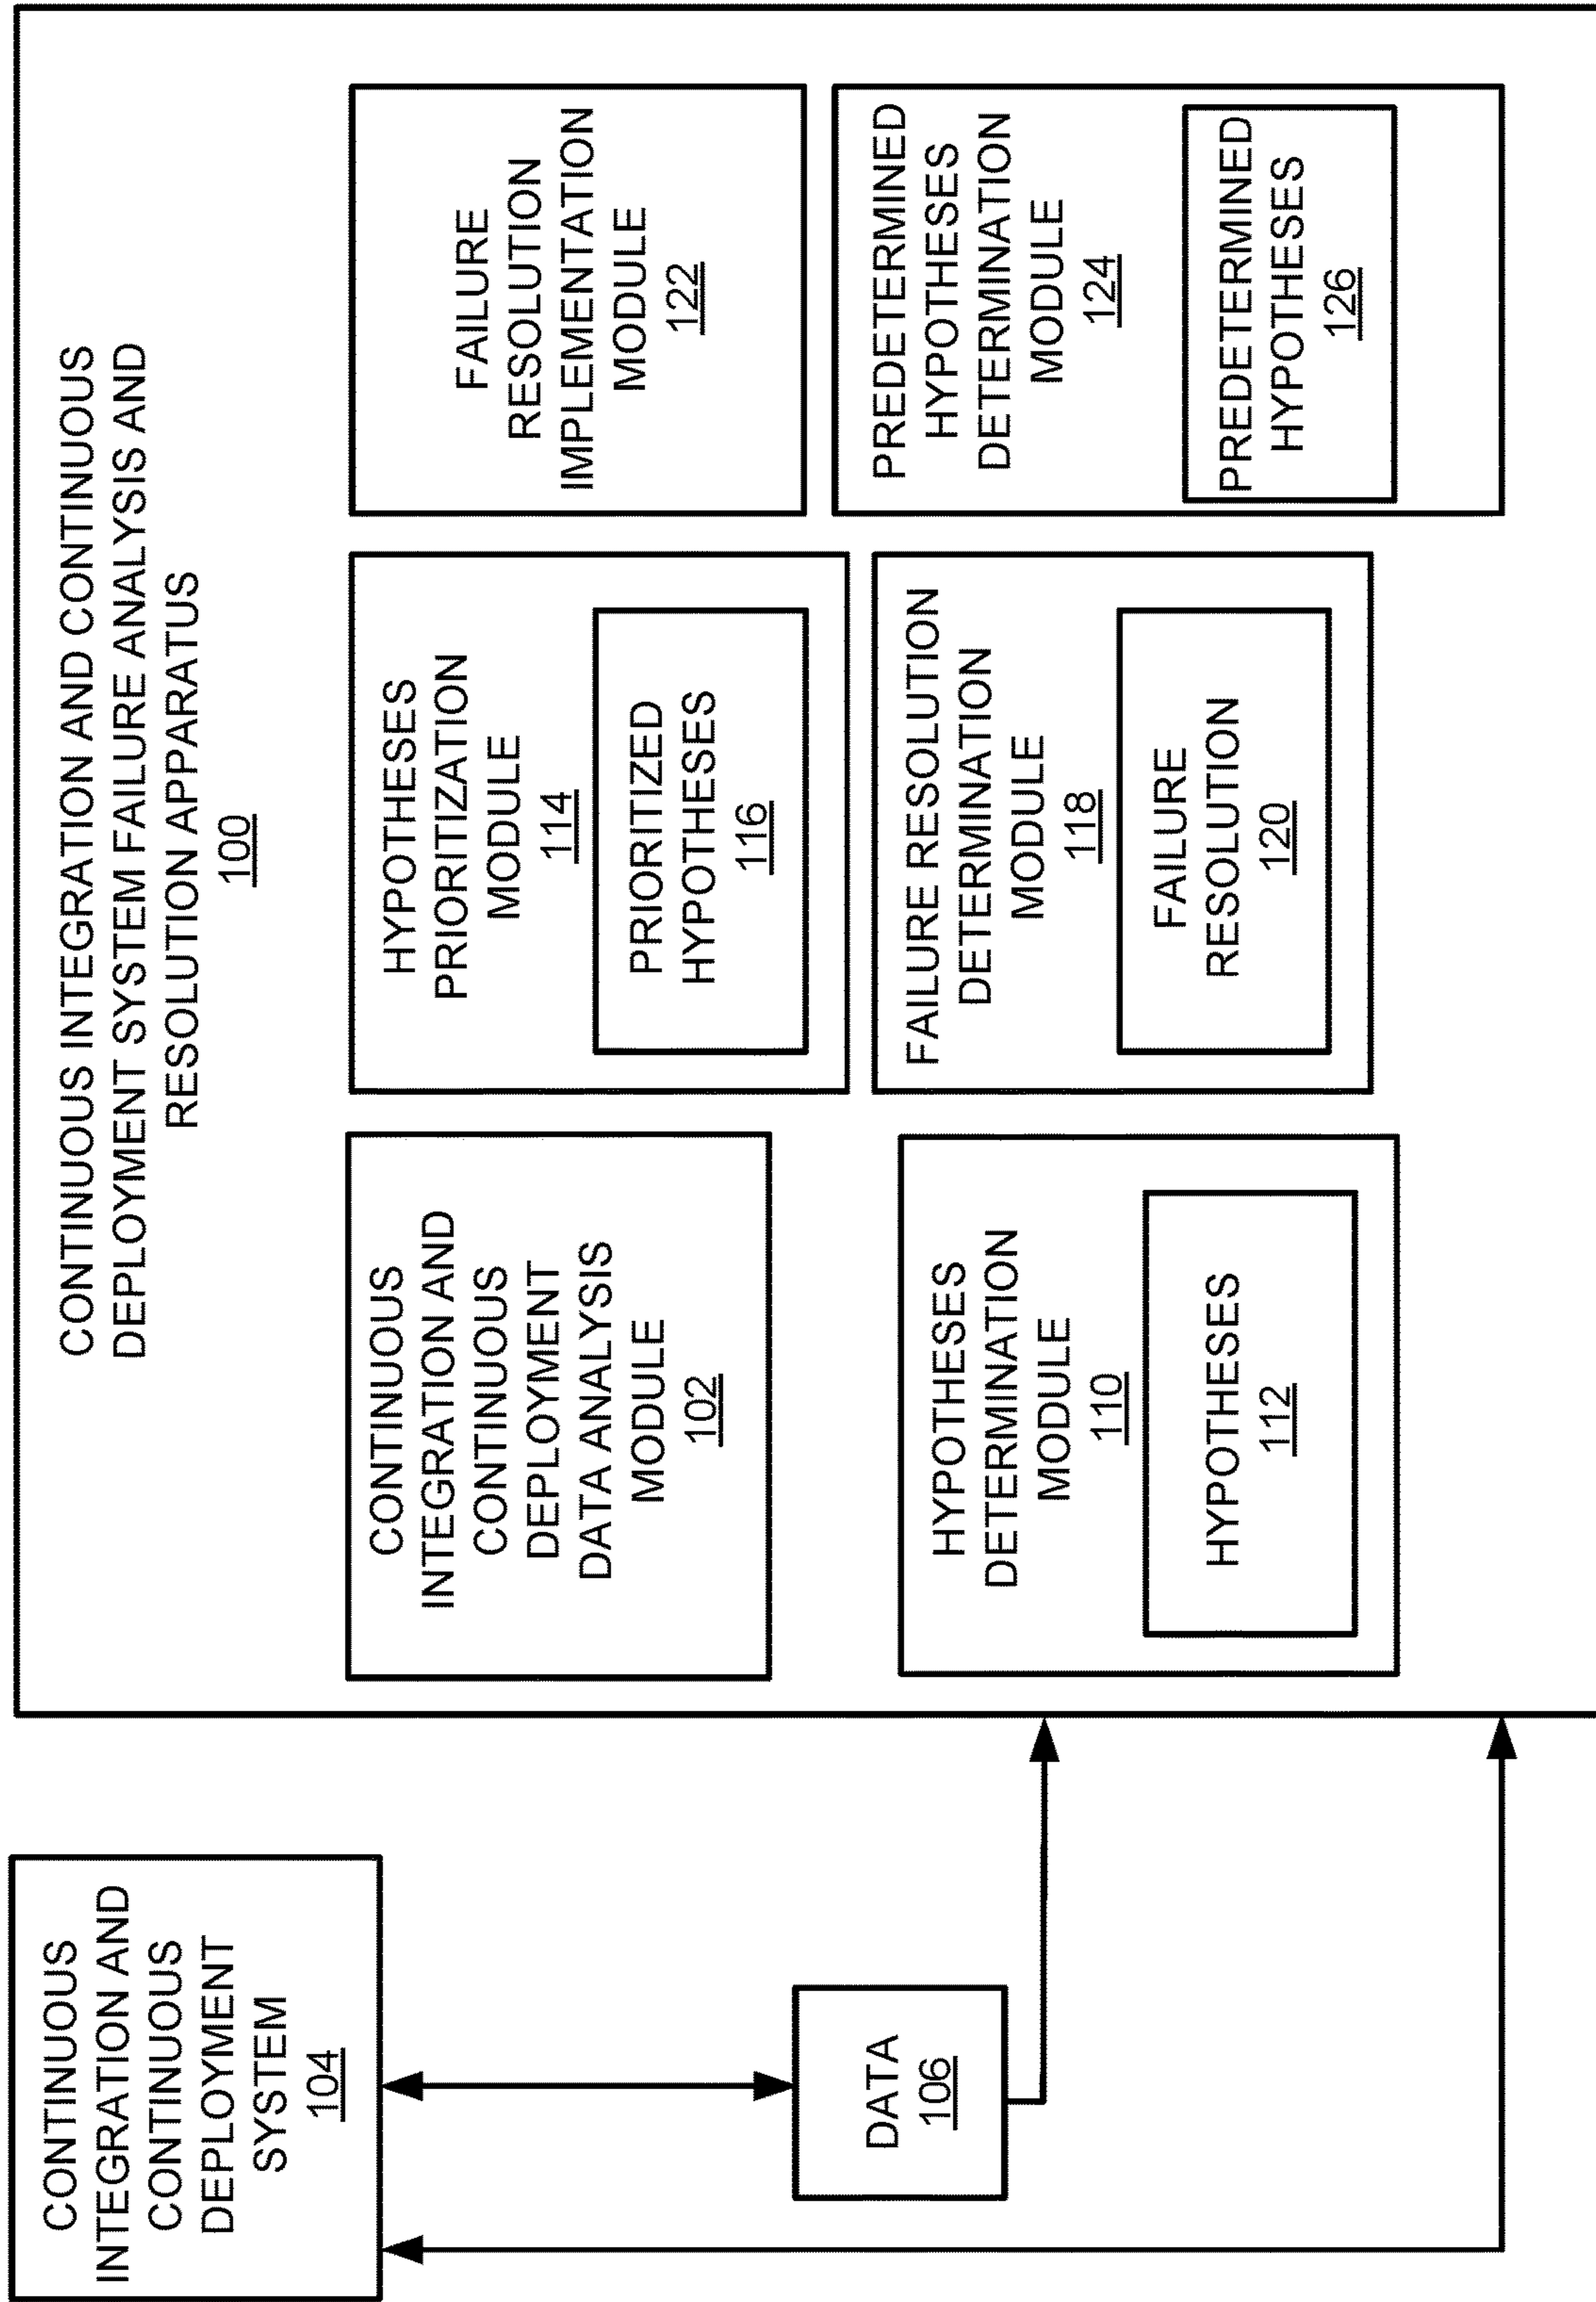 CONTINUOUS INTEGRATION AND CONTINUOUS
DEPLOYMENT SYSTEM FAILURE ANALYSIS AND
RESOLUTION APPARATUS
100
CONTINUOUS
INTEGRATION AND
CONTINUOUS
DEPLOYMENT
SYSTEM
104
DATA
106
CONTINUOUS
INTEGRATION AND
CONTINUOUS
DEPLOYMENT
DATA ANALYSIS
MODULE
102
HYPOTHESES
DETERMINATION
MODULE
110
HYPOTHESES
112
HYPOTHESES
PRIORITIZATION
MODULE
114
PRIORITIZED
HYPOTHESES
116
FAILURE RESOLUTION
DETERMINATION
MODULE
118
FAILURE
RESOLUTION
120
FAILURE
RESOLUTION
IMPLEMENTATION
MODULE
122
PREDETERMINED
HYPOTHESES
DETERMINATION
MODULE
124
PREDETERMINED
HYPOTHESES
126